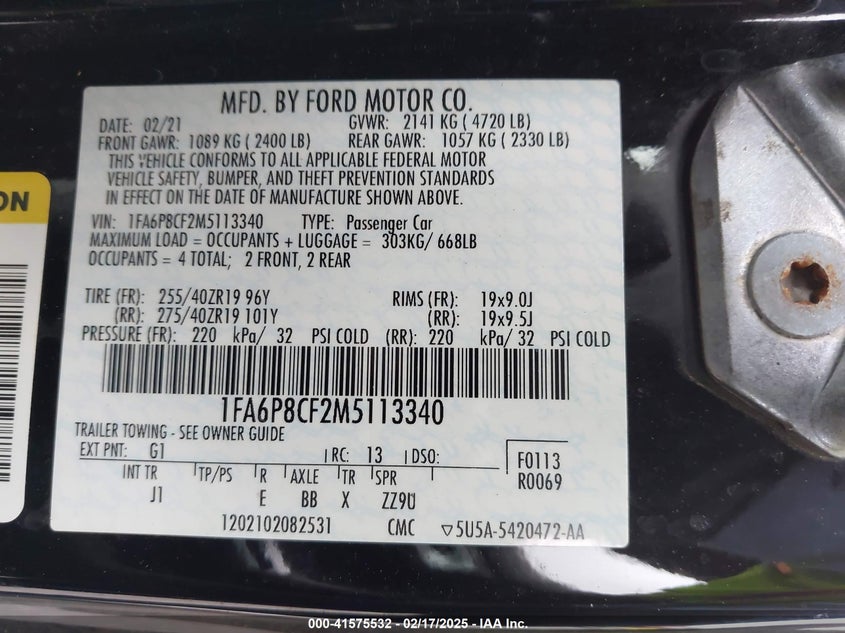 ON
MFD. BY FORD MOTOR CO.
DATE: 02/21 GVWR: 2141 KG ( 4720 LB)
FRONT GAWR: 1089 KG ( 2400 LB) REAR GAWR: 1057 KG ( 2330 LB)
THIS VEHICLE CONFORMS TO ALL APPLICABLE FEDERAL MOTOR
VEHICLE SAFETY, BUMPER, AND THEFT PREVENTION STANDARDS
IN EFFECT ON THE DATE OF MANUFACTURE SHOWN ABOVE.
VIN: 1FA6P8CF2M5113340 TYPE: Passenger Car
MAXIMUM LOAD = OCCUPANTS + LUGGAGE = 303KG/ 668LB
OCCUPANTS = 4 TOTAL; 2 FRONT, 2 REAR
TIRE (FR): 255/40ZR19 96Y RIMS (FR): 19x9.0J
(RR): 275/40ZR19 101Y (RR): 19x9.5J
PRESSURE (FR): 220 kPa/ 32 PSI COLD (RR): 220 kPa/ 32 PSI COLD
1FA6P8CF2M5113340
TRAILER TOWING - SEE OWNER GUIDE
EXT PNT: G1 RC: 13 DSO: F0113
INT TR TP/PS R AXLE TR SPR R0069
J1 E BB X ZZ9U
1202102082531 CMC ▽5U5A-5420472-AA
000-41575532 - 02/17/2025 - IAA Inc.